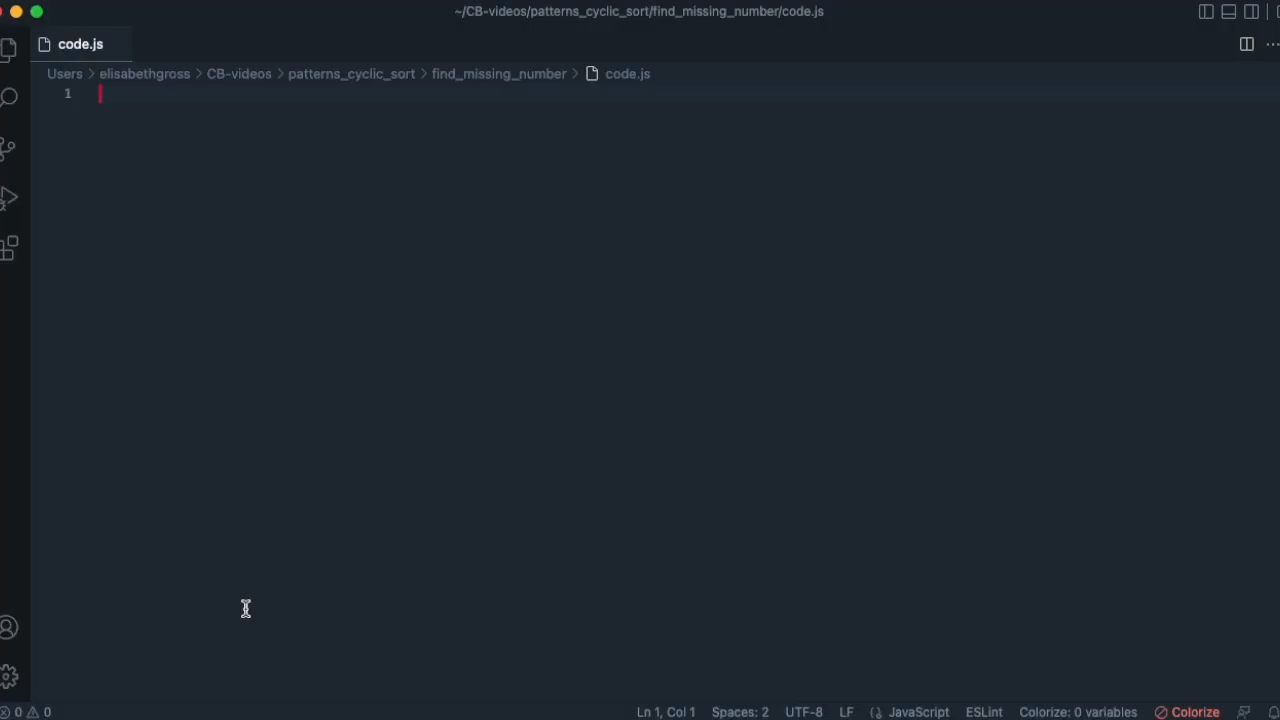 ~/CB-videos/patterns_cyclic_sort/find_missing_number/code.js
code.js
Users > elisabethgross > CB-videos > patterns_cyclic_sort > find_missing_number > code.js
1
0 0 Ln 1, Col 1 Spaces: 2 UTF-8 LF JavaScript ESLint Colorize: 0 variables Colorize